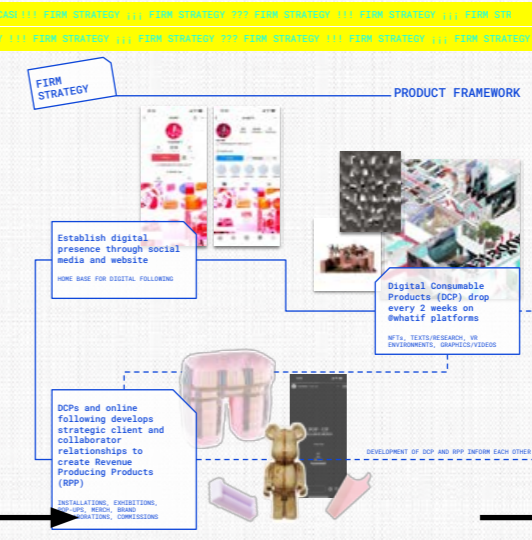 CASE!!! FIRM STRATEGY ¡¡¡ FIRM STRATEGY ??? FIRM STRATEGY !!! FIRM STRATEGY ¡¡¡ FIRM STR
!!! FIRM STRATEGY ¡¡¡ FIRM STRATEGY ??? FIRM STRATEGY !!! FIRM STRATEGY ¡¡¡ FIRM STRATEGY
FIRM
STRATEGY
PRODUCT FRAMEWORK
Establish digital
presence through social
media and website
HOME BASE FOR DIGITAL FOLLOWING
Digital Consumable
Products (DCP) drop
every 2 weeks on
@whatif platforms
NFTs, TEXTS/RESEARCH, VR
ENVIRONMENTS, GRAPHICS/VIDEOS
DCPs and online
following develops
strategic client and
collaborator
relationships to
create Revenue
Producing Products
(RPP)
INSTALLATIONS, EXHIBITIONS,
POP-UPS, MERCH, BRAND
COMMISSIONS
DEVELOPMENT OF DCP AND RPP INFORM EACH OTHER